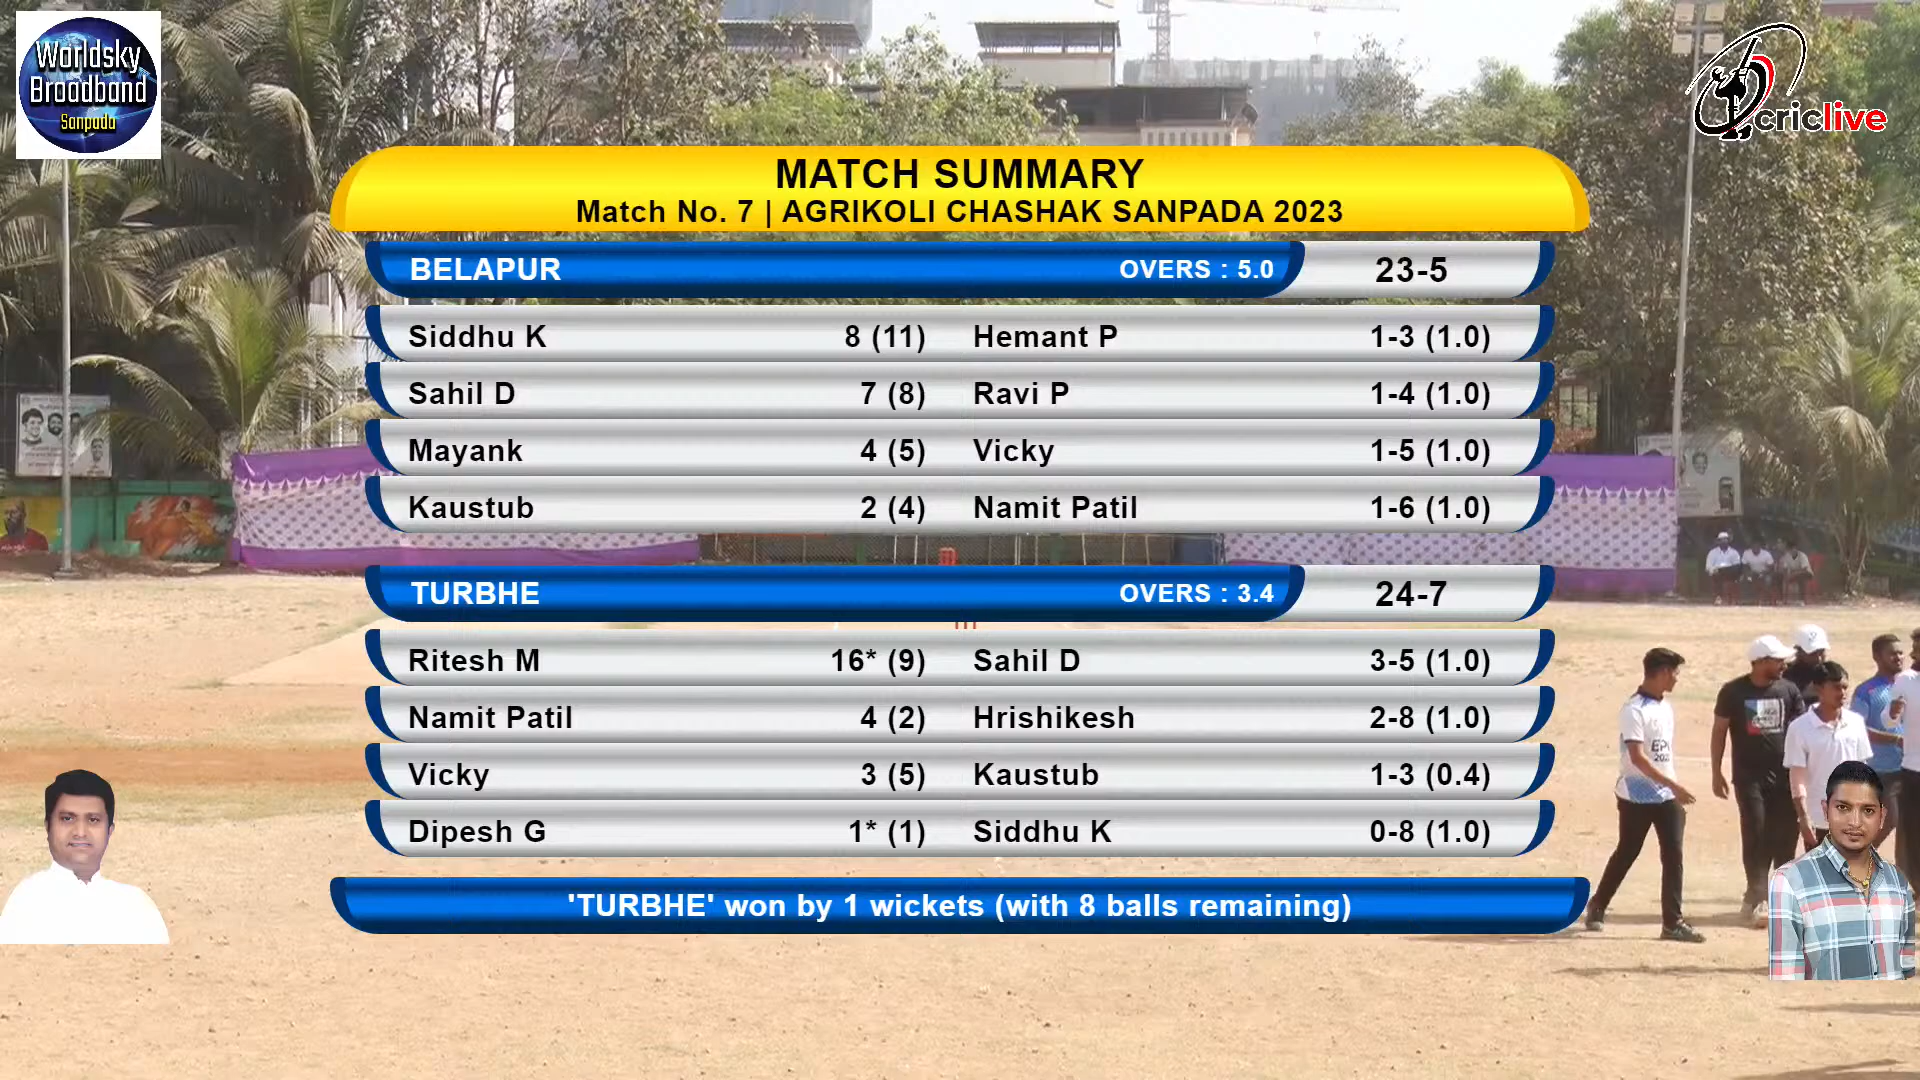 Worldsky
Broadband
Sanpada
criclive
MATCH SUMMARY
Match No. 7 | AGRIKOLI CHASHAK SANPADA 2023
BELAPUR OVERS : 5.0 23-5
Siddhu K 8 (11) Hemant P 1-3 (1.0)
Sahil D 7 (8) Ravi P 1-4 (1.0)
Mayank 4 (5) Vicky 1-5 (1.0)
Kaustub 2 (4) Namit Patil 1-6 (1.0)
TURBHE OVERS : 3.4 24-7
Ritesh M 16* (9) Sahil D 3-5 (1.0)
Namit Patil 4 (2) Hrishikesh 2-8 (1.0)
Vicky 3 (5) Kaustub 1-3 (0.4)
Dipesh G 1* (1) Siddhu K 0-8 (1.0)
'TURBHE' won by 1 wickets (with 8 balls remaining)